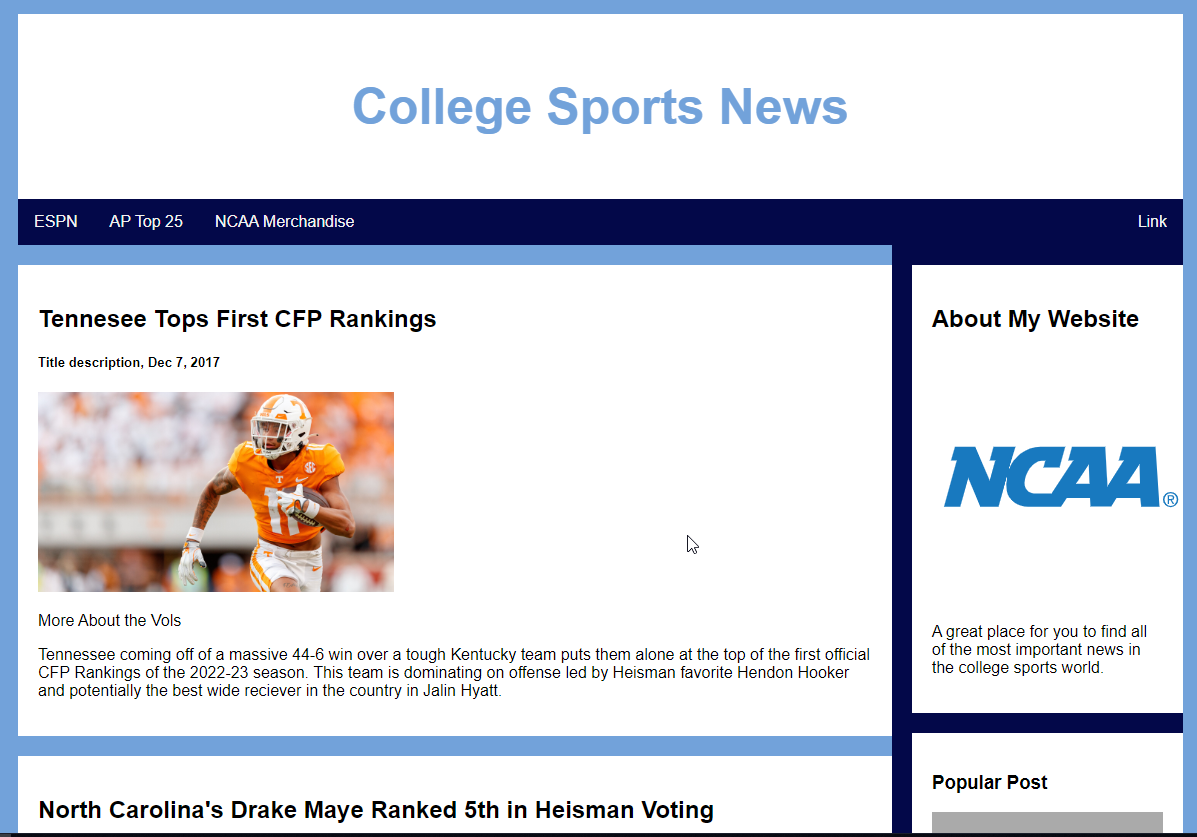 College Sports News
ESPN AP Top 25 NCAA Merchandise Link
Tennesee Tops First CFP Rankings
Title description, Dec 7, 2017
11
T
More About the Vols
Tennessee coming off of a massive 44-6 win over a tough Kentucky team puts them alone at the top of the first official
CFP Rankings of the 2022-23 season. This team is dominating on offense led by Heisman favorite Hendon Hooker
and potentially the best wide reciever in the country in Jalin Hyatt.
North Carolina's Drake Maye Ranked 5th in Heisman Voting
About My Website
NCAA®
A great place for you to find all
of the most important news in
the college sports world.
Popular Post